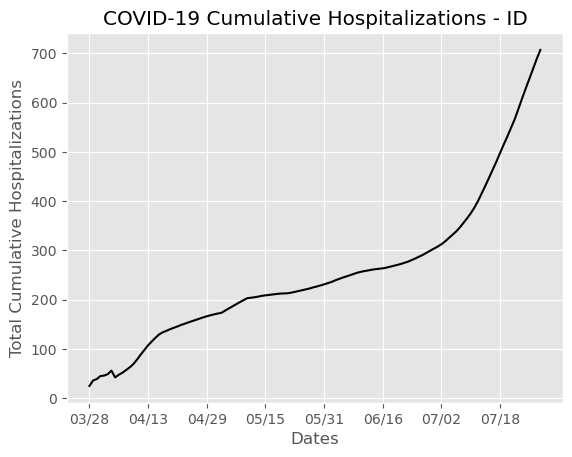 COVID-19 Cumulative Hospitalizations - ID
Total Cumulative Hospitalizations
700
600
500
400
300
200
100
0
03/28 04/13 04/29 05/15 05/31 06/16 07/02 07/18
Dates